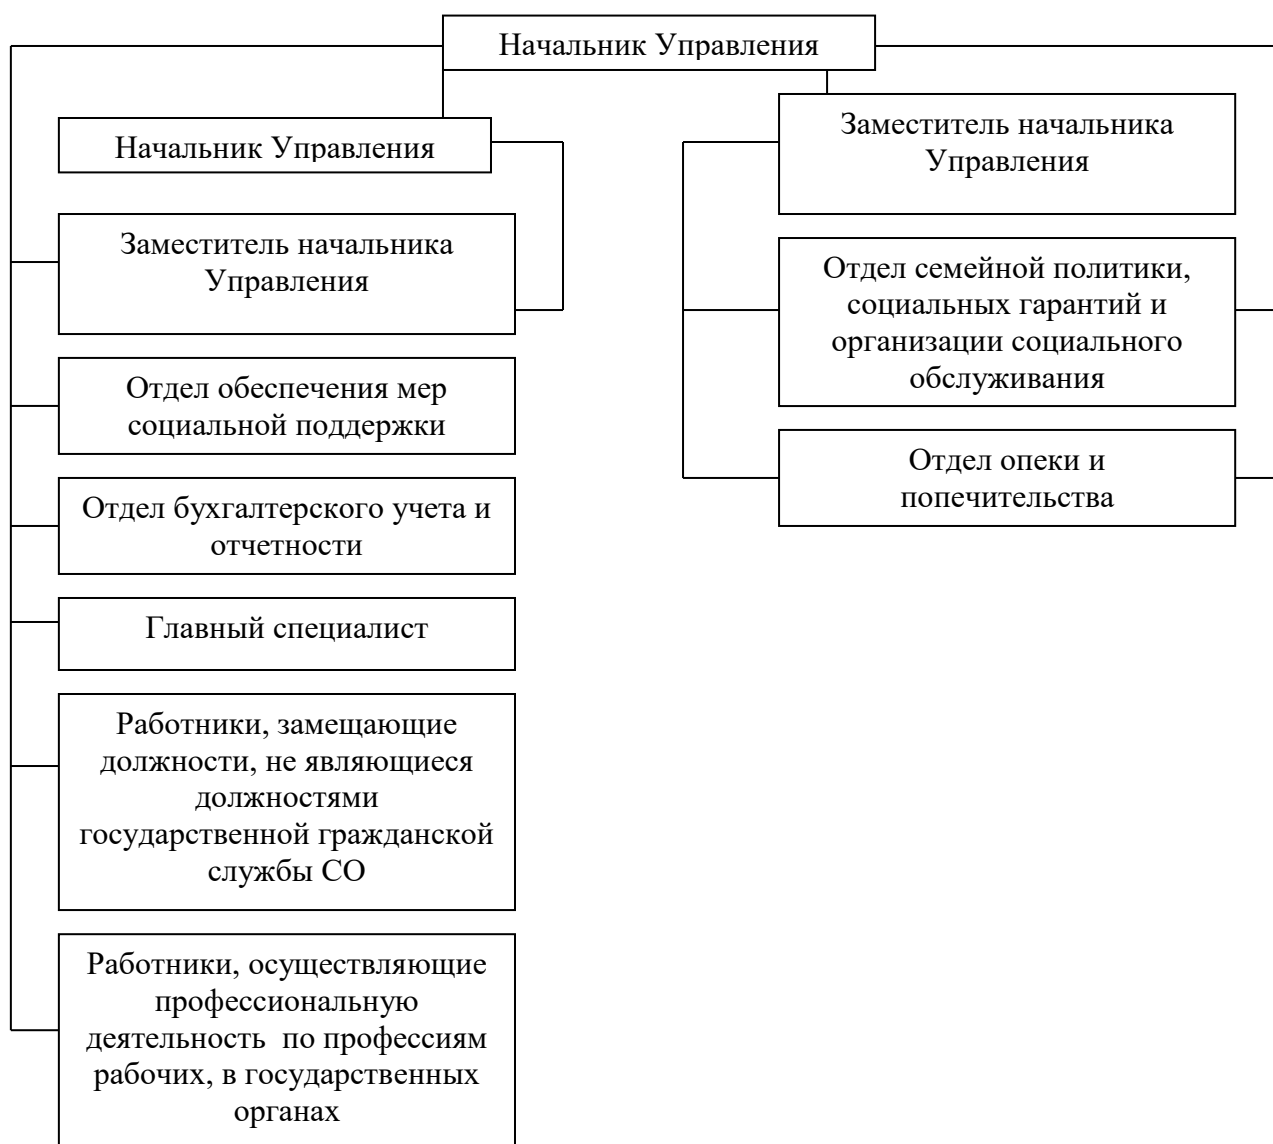 Начальник Управления
Начальник Управления
Заместитель начальника
Управления
Отдел обеспечения мер
социальной поддержки
Отдел бухгалтерского учета и
отчетности
Главный специалист
Работники, замещающие
должности, не являющиеся
должностями
государственной гражданской
службы СО
Работники, осуществляющие
профессиональную
деятельность  по профессиям
рабочих, в государственных
органах
Заместитель начальника
Управления
Отдел семейной политики,
социальных гарантий и
организации социального
обслуживания
Отдел опеки и
попечительства